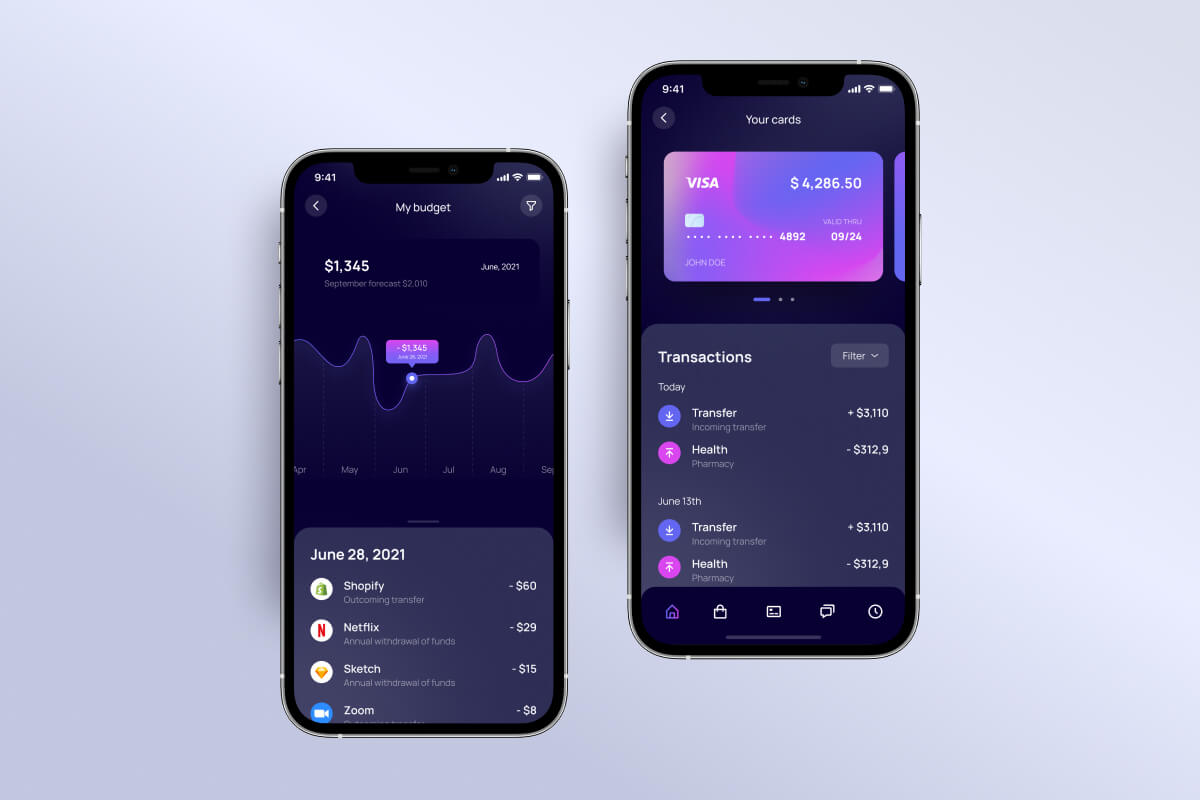 9:41
My budget
$1,345
June, 2021
September forecast $2,010
- $1,345
June 28, 2021
Apr
May
Jun
Jul
Aug
Sep
June 28, 2021
Shopify
- $60
Outcoming transfer
Netflix
- $29
Annual withdrawal of funds
Sketch
- $15
Annual withdrawal of funds
Zoom
- $8
Outcoming transfer
9:41
Your cards
VISA
$ 4,286.50
VALID THRU
•••• •••• •••• 4892
09/24
JOHN DOE
Transactions
Filter
Today
Transfer
+ $3,110
Incoming transfer
Health
- $312,9
Pharmacy
June 13th
Transfer
+ $3,110
Incoming transfer
Health
- $312,9
Pharmacy